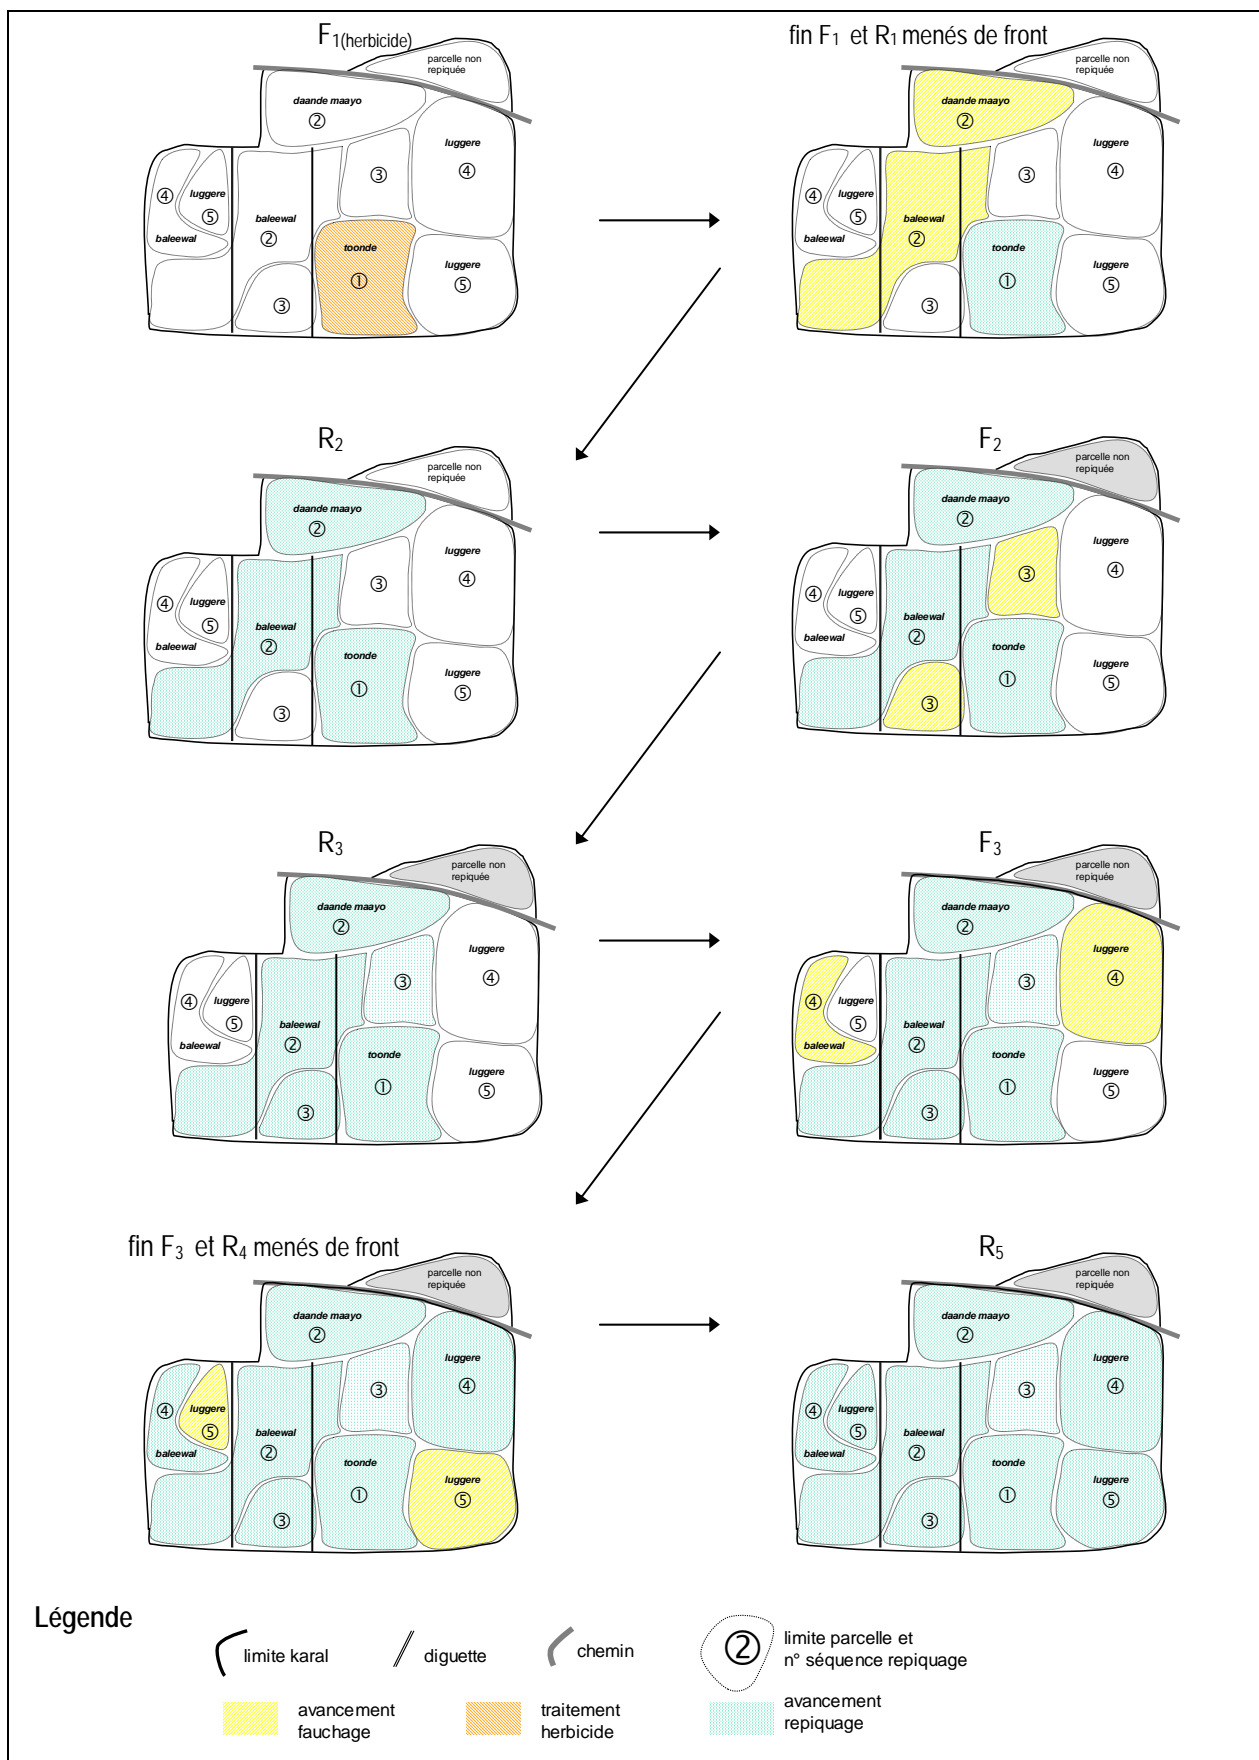 F1(herbicide)
parcelle non
repiquée
daande maayo
②
luggere
④
③
④
luggere
⑤
baleewal
baleewal
②
toonde
①
luggere
⑤
③
fin F1 et R1 menés de front
parcelle non
repiquée
daande maayo
②
luggere
④
③
④
luggere
⑤
baleewal
baleewal
②
toonde
①
luggere
⑤
③
R2
parcelle non
repiquée
daande maayo
②
luggere
④
③
④
luggere
⑤
baleewal
baleewal
②
toonde
①
luggere
⑤
③
F2
parcelle non
repiquée
daande maayo
②
luggere
④
③
④
luggere
⑤
baleewal
baleewal
②
toonde
①
luggere
⑤
③
R3
parcelle non
repiquée
daande maayo
②
luggere
④
③
④
luggere
⑤
baleewal
baleewal
②
toonde
①
luggere
⑤
③
F3
parcelle non
repiquée
daande maayo
②
luggere
④
③
④
luggere
⑤
baleewal
baleewal
②
toonde
①
luggere
⑤
③
fin F3 et R4 menés de front
parcelle non
repiquée
daande maayo
②
luggere
④
③
④
luggere
⑤
baleewal
baleewal
②
toonde
①
luggere
⑤
③
R5
parcelle non
repiquée
daande maayo
②
luggere
④
③
④
luggere
⑤
baleewal
baleewal
②
toonde
①
luggere
⑤
③
Légende
limite karal
diguette
chemin
②
limite parcelle et
n° séquence repiquage
avancement
fauchage
traitement
herbicide
avancement
repiquage